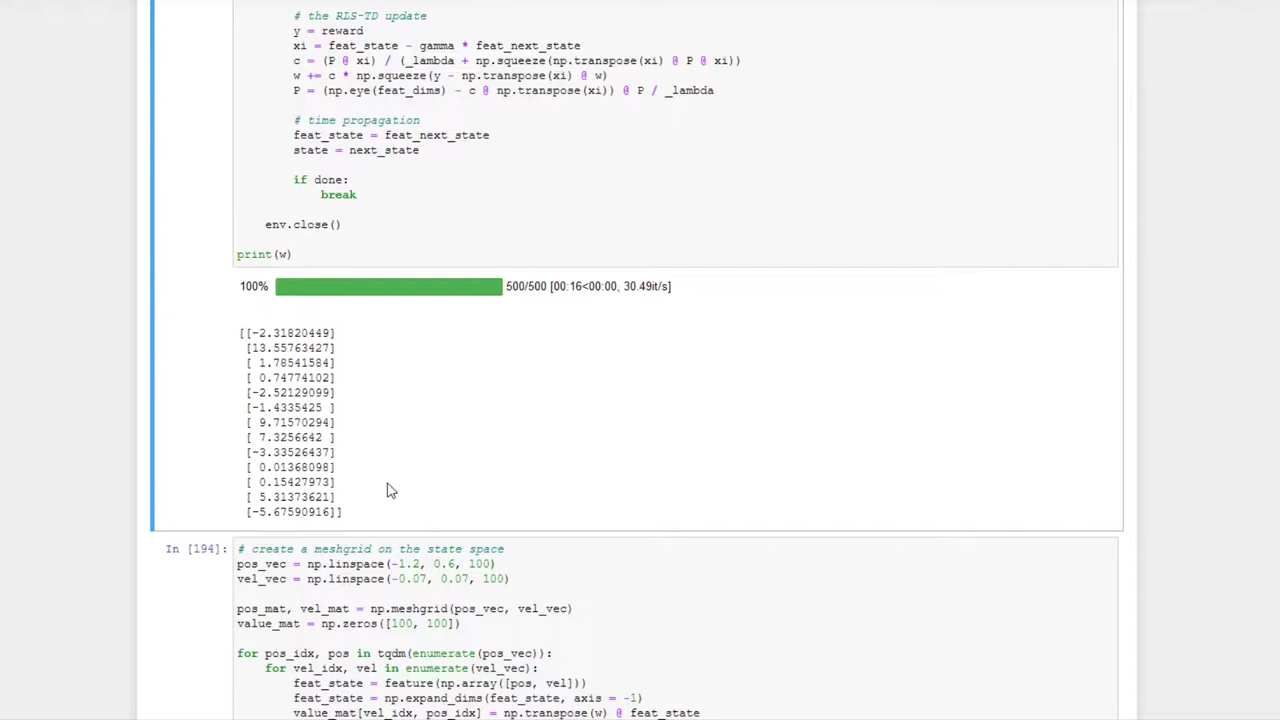 # the RLS-TD update
y = reward
xi = feat_state - gamma * feat_next_state
c = (P @ xi) / (_lambda + np.squeeze(np.transpose(xi) @ P @ xi))
w += c * np.squeeze(y - np.transpose(xi) @ w)
P = (np.eye(feat_dims) - c @ np.transpose(xi)) @ P / _lambda
# time propagation
feat_state = feat_next_state
state = next_state
if done:
break
env.close()
print(w)
100% 500/500 [00:16<00:00, 30.49it/s]
[[-2.31820449]
[13.55763427]
[ 1.78541584]
[ 0.74774102]
[-2.52129099]
[-1.4335425 ]
[ 9.71570294]
[ 7.3256642 ]
[-3.33526437]
[ 0.01368098]
[ 0.15427973]
[ 5.31373621]
[-5.67590916]]
In [194]: # create a meshgrid on the state space
pos_vec = np.linspace(-1.2, 0.6, 100)
vel_vec = np.linspace(-0.07, 0.07, 100)
pos_mat, vel_mat = np.meshgrid(pos_vec, vel_vec)
value_mat = np.zeros([100, 100])
for pos_idx, pos in tqdm(enumerate(pos_vec)):
for vel_idx, vel in enumerate(vel_vec):
feat_state = feature(np.array([pos, vel]))
feat_state = np.expand_dims(feat_state, axis = -1)
value_mat[vel_idx, pos_idx] = np.transpose(w) @ feat_state